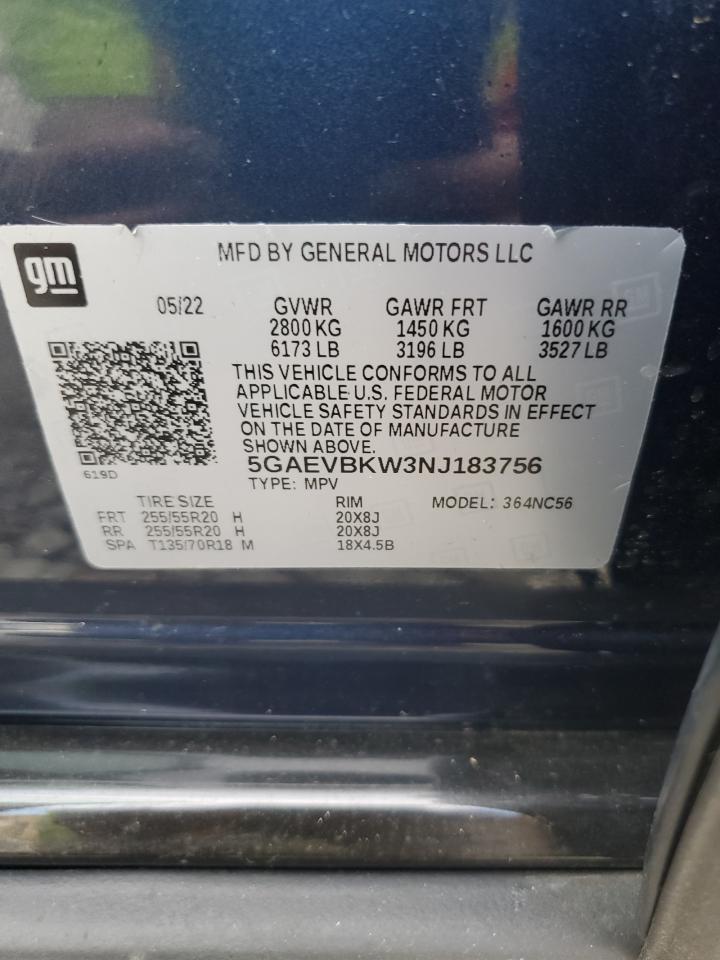 gm
MFD BY GENERAL MOTORS LLC
05/22 GVWR GAWR FRT GAWR RR
2800 KG 1450 KG 1600 KG
6173 LB 3196 LB 3527 LB
THIS VEHICLE CONFORMS TO ALL
APPLICABLE U.S. FEDERAL MOTOR
VEHICLE SAFETY STANDARDS IN EFFECT
ON THE DATE OF MANUFACTURE
SHOWN ABOVE.
619D
5GAEVBKW3NJ183756
TYPE: MPV
TIRE SIZE RIM MODEL: 364NC56
FRT 255/55R20 H 20X8J
RR 255/55R20 H 20X8J
SPA T135/70R18 M 18X4.5B